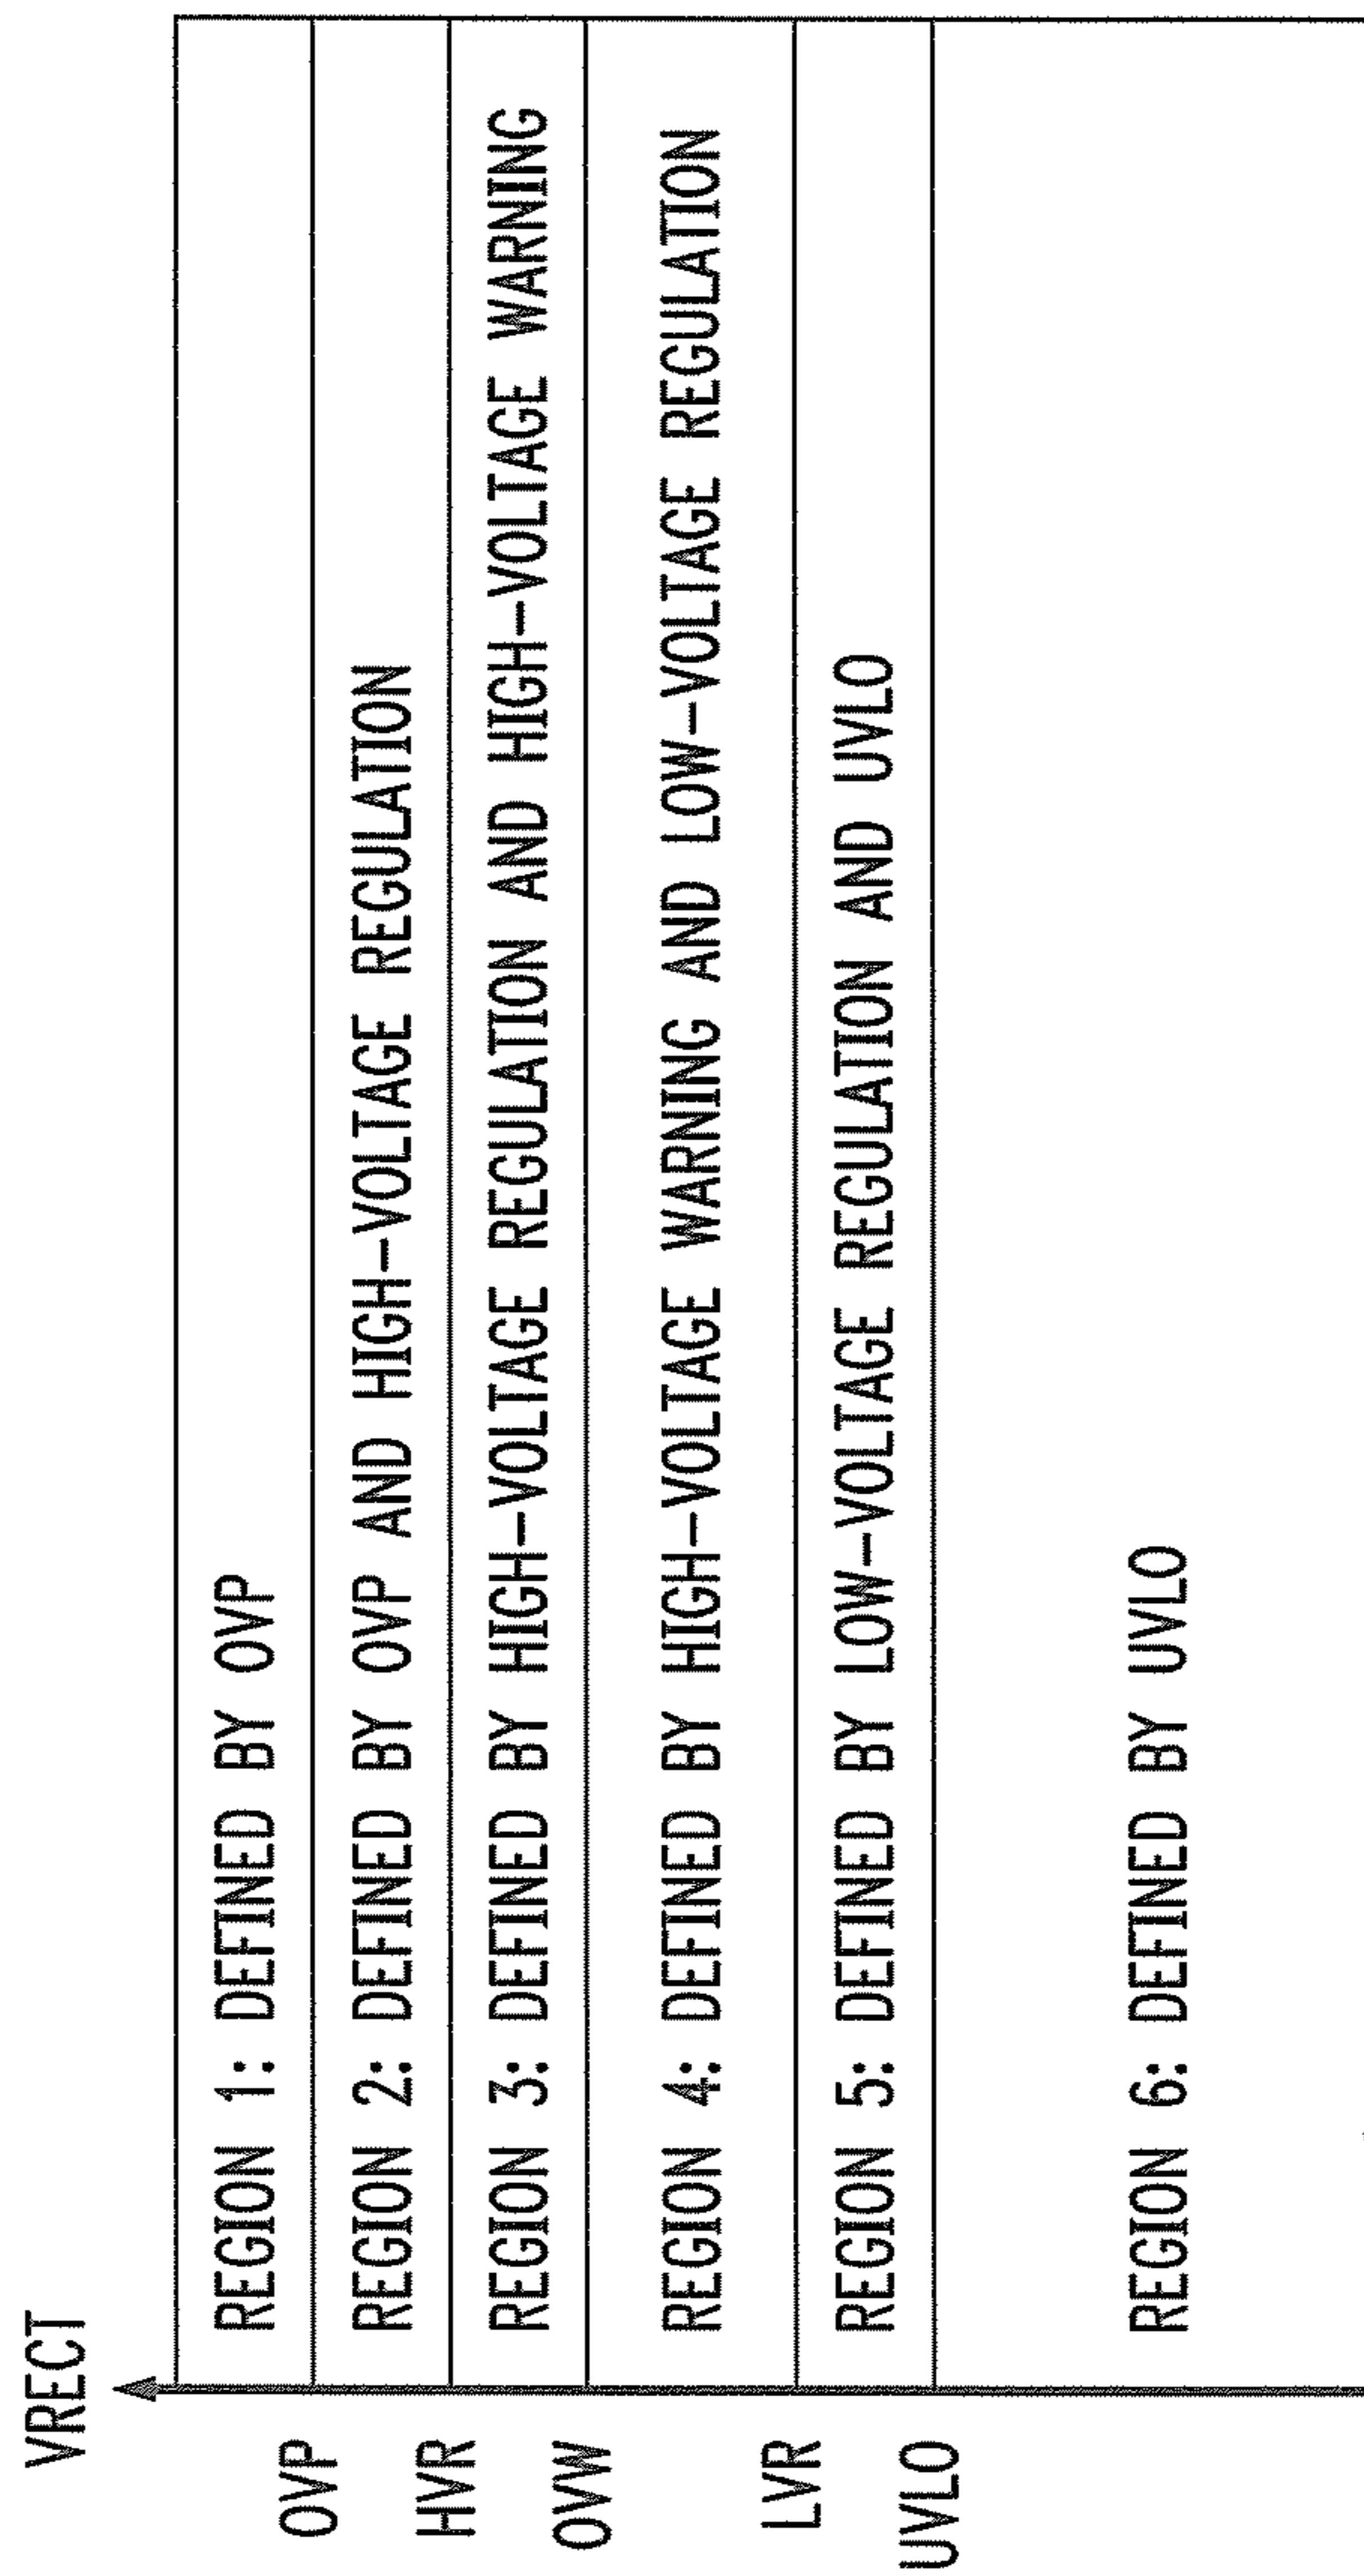 VRECT
REGION 1: DEFINED BY OVP
OVP
REGION 2: DEFINED BY OVP AND HIGH-VOLTAGE REGULATION
HVR
REGION 3: DEFINED BY HIGH-VOLTAGE REGULATION AND HIGH-VOLTAGE WARNING
OVW
REGION 4: DEFINED BY HIGH-VOLTAGE WARNING AND LOW-VOLTAGE REGULATION
LVR
REGION 5: DEFINED BY LOW-VOLTAGE REGULATION AND UVLO
UVLO
REGION 6: DEFINED BY UVLO